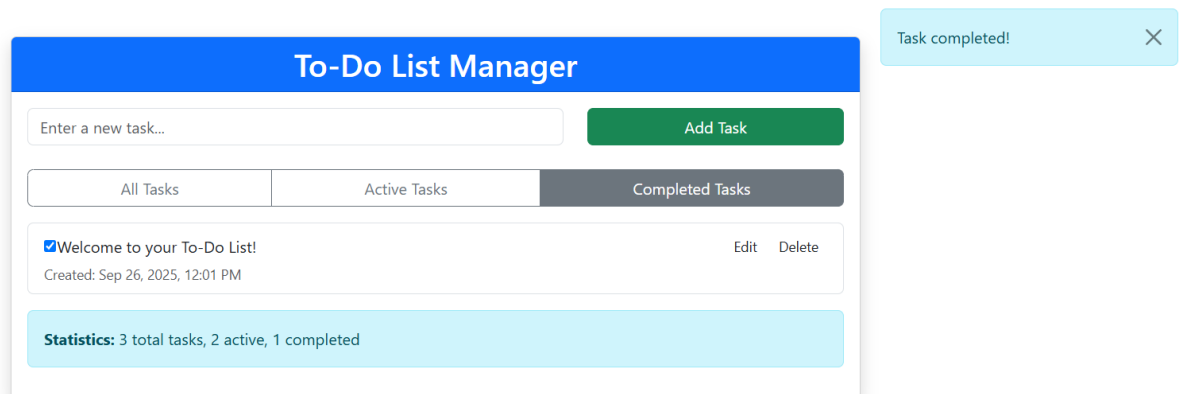 Task completed!
To-Do List Manager
Enter a new task...
Add Task
All Tasks
Active Tasks
Completed Tasks
Welcome to your To-Do List!
Edit
Delete
Created: Sep 26, 2025, 12:01 PM
Statistics: 3 total tasks, 2 active, 1 completed